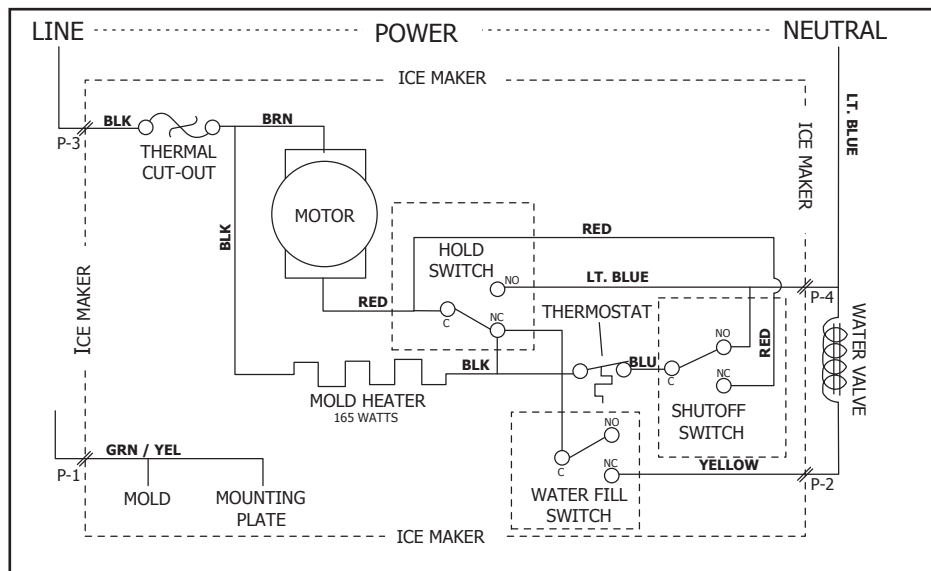 LINE
POWER
NEUTRAL
ICE MAKER
BLK
BRN
LT. BLUE
P-3
THERMAL
CUT-OUT
ICE MAKER
MOTOR
BLK
RED
HOLD
SWITCH
NO
LT. BLUE
P-4
ICE MAKER
RED
C
NC
THERMOSTAT
NO
RED
WATER VALVE
BLK
BLU
C
NC
MOLD HEATER
165 WATTS
SHUTOFF
SWITCH
NO
GRN / YEL
C
NC
YELLOW
P-1
P-2
MOLD
MOUNTING
PLATE
WATER FILL
SWITCH
ICE MAKER